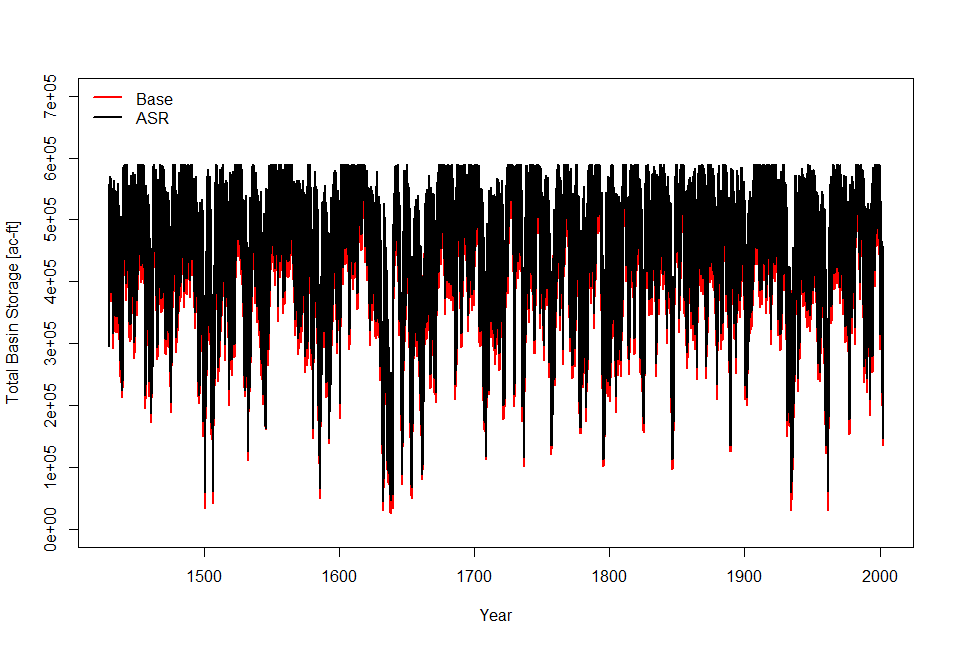 Base
ASR
Total Basin Storage [ac-ft]
7e+05
6e+05
5e+05
4e+05
3e+05
2e+05
1e+05
0e+00
1500 1600 1700 1800 1900 2000
Year